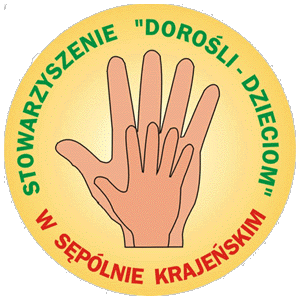 STOWARZYSZENIE "DOROŚLI - DZIECIOM"
W SĘPÓLNIE KRAJEŃSKIM